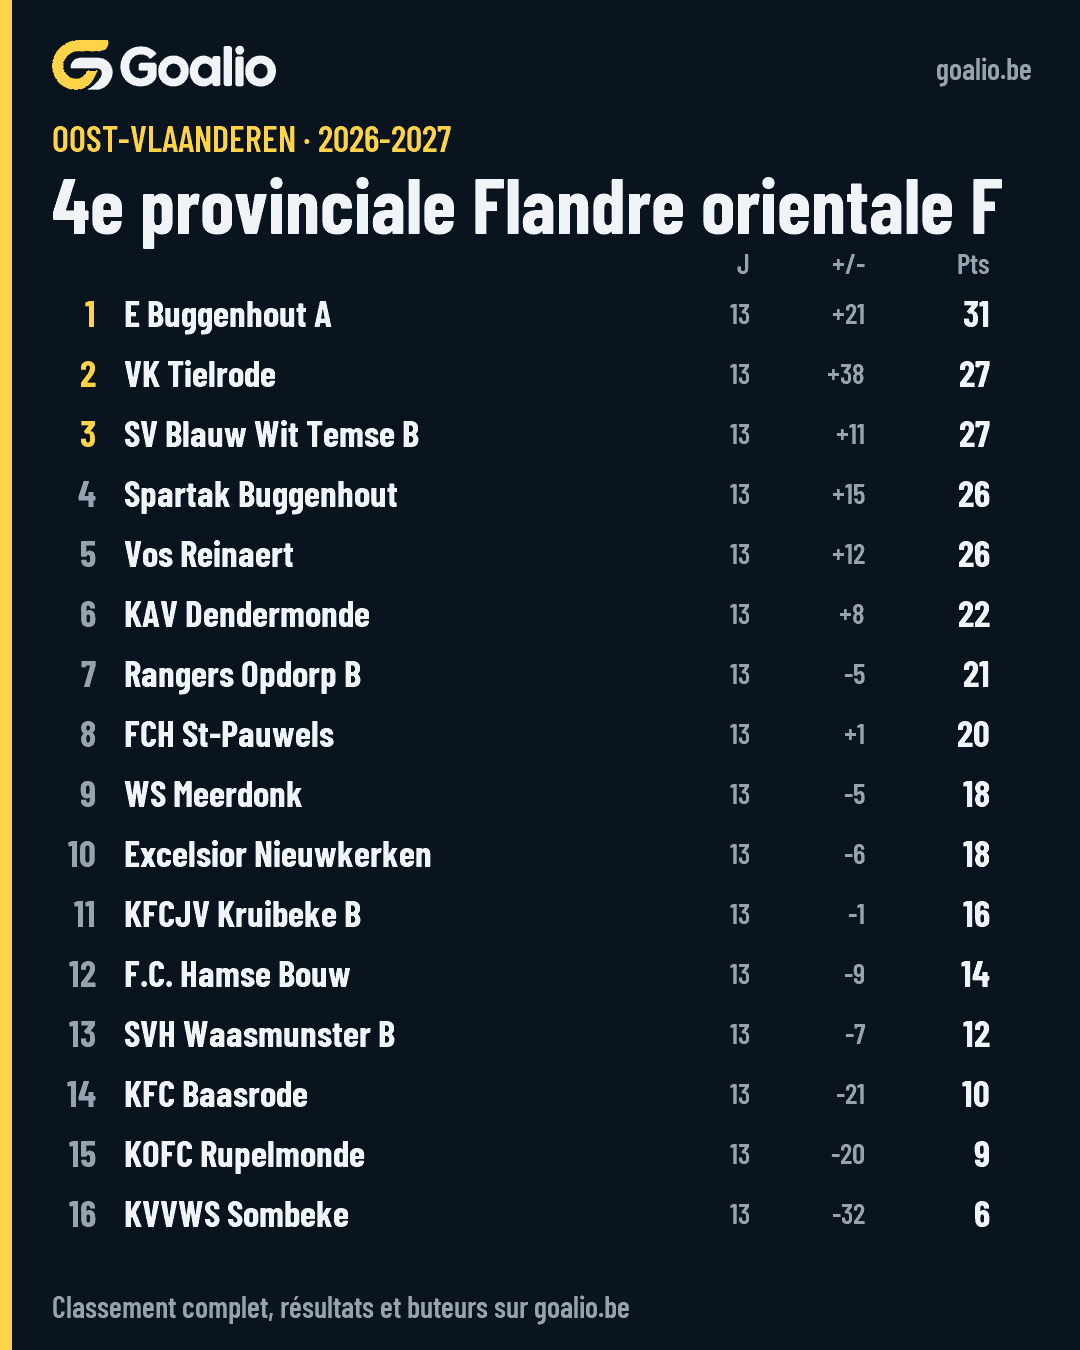 Goalio
goalio.be
OOST-VLAANDEREN · 2026-2027
4e provinciale Flandre orientale F
J +/- Pts
1 E Buggenhout A 13 +21 31
2 VK Tielrode 13 +38 27
3 SV Blauw Wit Temse B 13 +11 27
4 Spartak Buggenhout 13 +15 26
5 Vos Reinaert 13 +12 26
6 KAV Dendermonde 13 +8 22
7 Rangers Opdorp B 13 -5 21
8 FCH St-Pauwels 13 +1 20
9 WS Meerdonk 13 -5 18
10 Excelsior Nieuwkerken 13 -6 18
11 KFCJV Kruibeke B 13 -1 16
12 F.C. Hamse Bouw 13 -9 14
13 SVH Waasmunster B 13 -7 12
14 KFC Baasrode 13 -21 10
15 KOFC Rupelmonde 13 -20 9
16 KVVWS Sombeke 13 -32 6
Classement complet, résultats et buteurs sur goalio.be